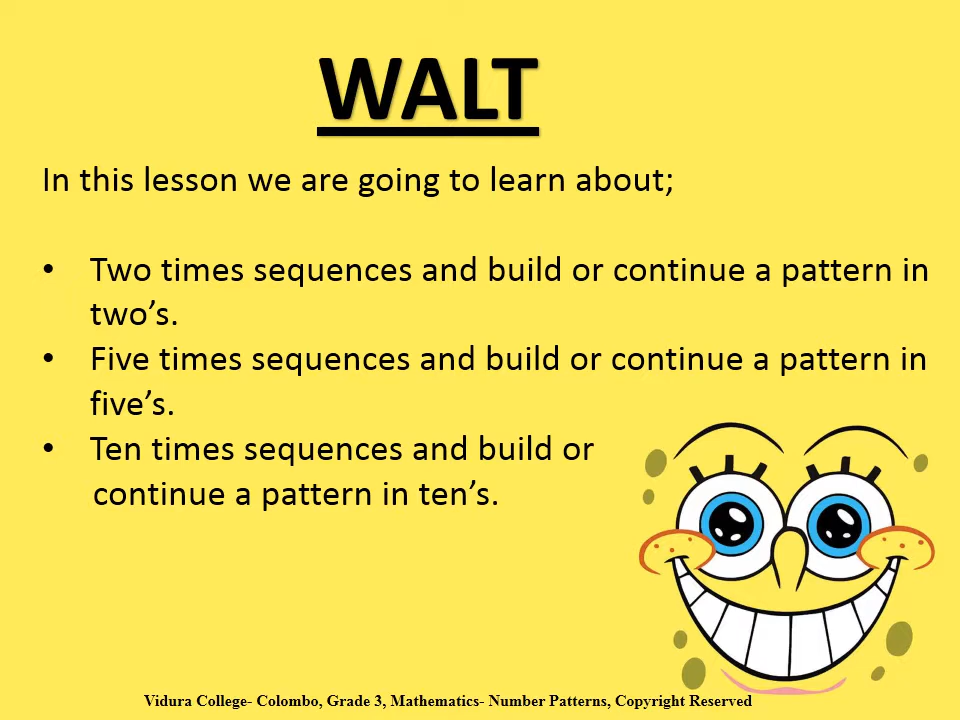 WALT
In this lesson we are going to learn about;
• Two times sequences and build or continue a pattern in
two’s.
• Five times sequences and build or continue a pattern in
five’s.
• Ten times sequences and build or
continue a pattern in ten’s.
Vidura College- Colombo, Grade 3, Mathematics- Number Patterns, Copyright Reserved